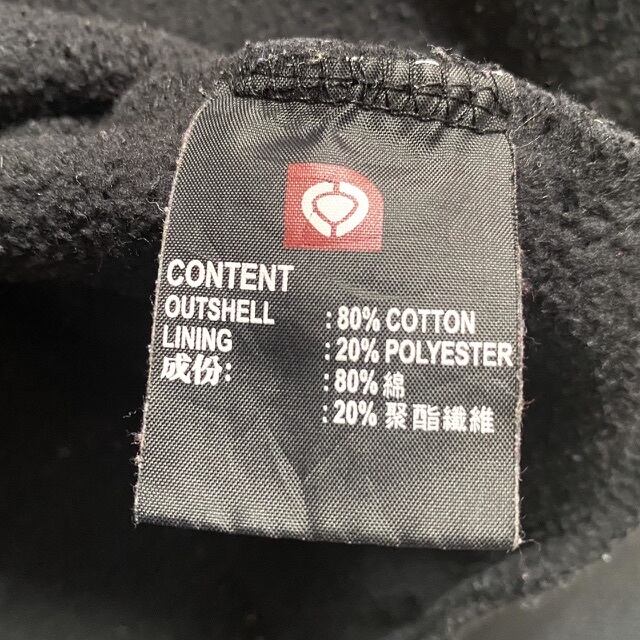 CONTENT
OUTSHELL : 80% COTTON
LINING : 20% POLYESTER
成份: : 80% 綿
: 20% 聚酯纖維